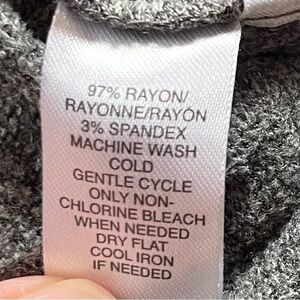 97% RAYON/
RAYONNE/RAYÓN
3% SPANDEX
MACHINE WASH
COLD
GENTLE CYCLE
ONLY NON-
CHLORINE BLEACH
WHEN NEEDED
DRY FLAT
COOL IRON
IF NEEDED